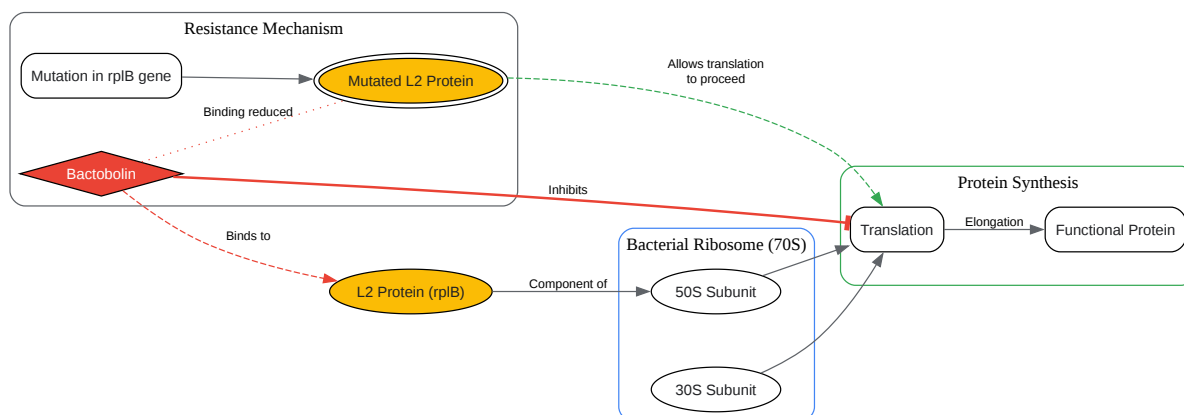 Resistance Mechanism
Mutation in rplB gene
Mutated L2 Protein
Allows translation
to proceed
Binding reduced
Bactobolin
Inhibits
Protein Synthesis
Translation
Elongation
Functional Protein
Binds to
Bacterial Ribosome (70S)
L2 Protein (rplB)
Component of
50S Subunit
30S Subunit